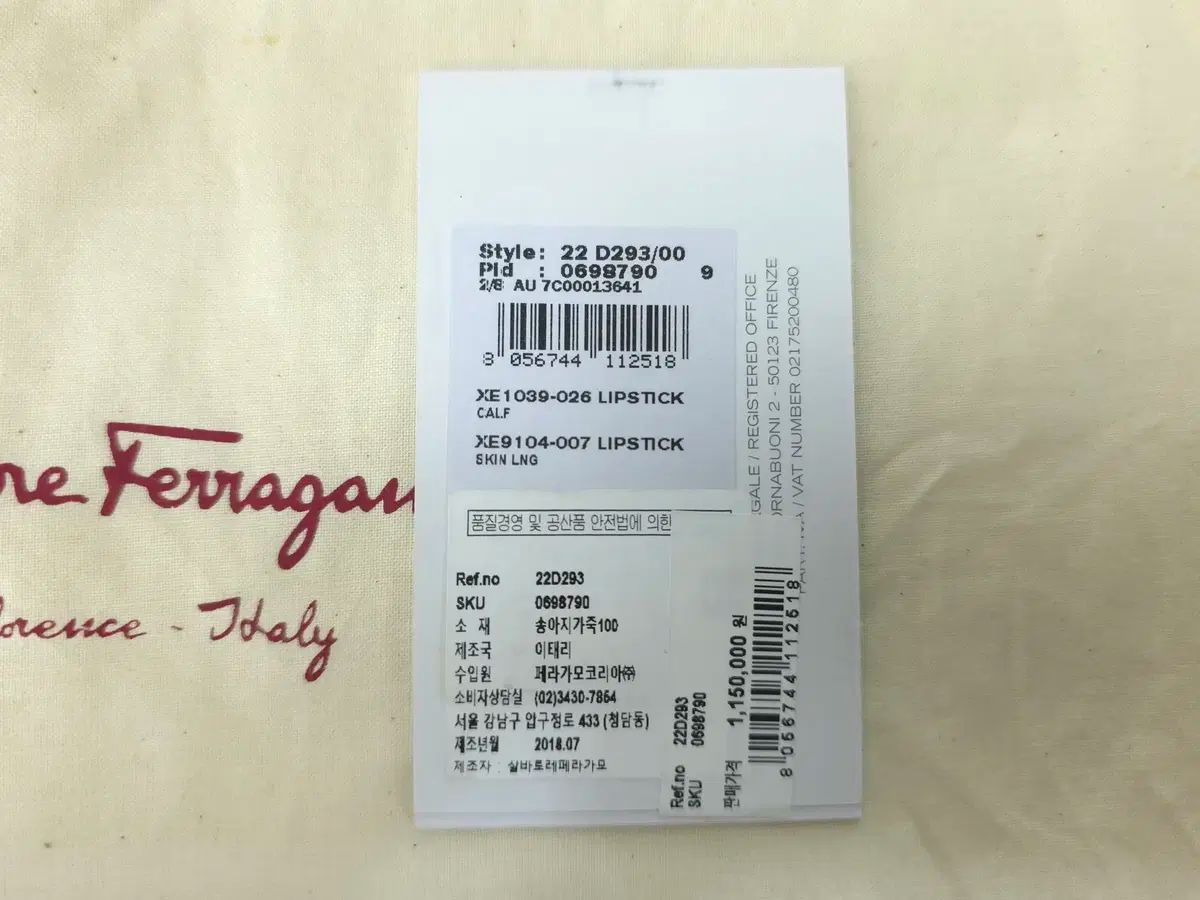 Style: 22 D293/00
Pld : 0698790 9
2/8 AU 7C00013641
8 056744 112518
XE1039-026 LIPSTICK
CALF
XE9104-007 LIPSTICK
SKIN LNG
EGALE / REGISTERED OFFICE
ORNABUONI 2 - 50123 FIRENZE
/ VAT NUMBER 02175200480
품질경영 및 공산품 안전법에 의한
Ref.no 22D293
SKU 0698790
소 재 송아지가죽100
제조국 이태리
수입원 페라가모코리아㈜
소비자상담실 (02)3430-7854
서울 강남구 압구정로 433 (청담동)
제조년월 2018.07
제조자 : 살바토레페라가모
Ref.no 22D293
SKU 0698790
판매가격 1,150,000 원
8 056744 112518
re Ferragam
orence - Italy